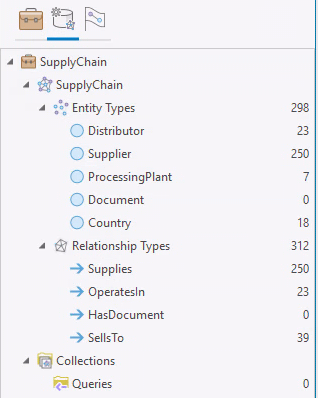 SupplyChain
SupplyChain
Entity Types 298
Distributor 23
Supplier 250
ProcessingPlant 7
Document 0
Country 18
Relationship Types 312
Supplies 250
OperatesIn 23
HasDocument 0
SellsTo 39
Collections
Queries 0